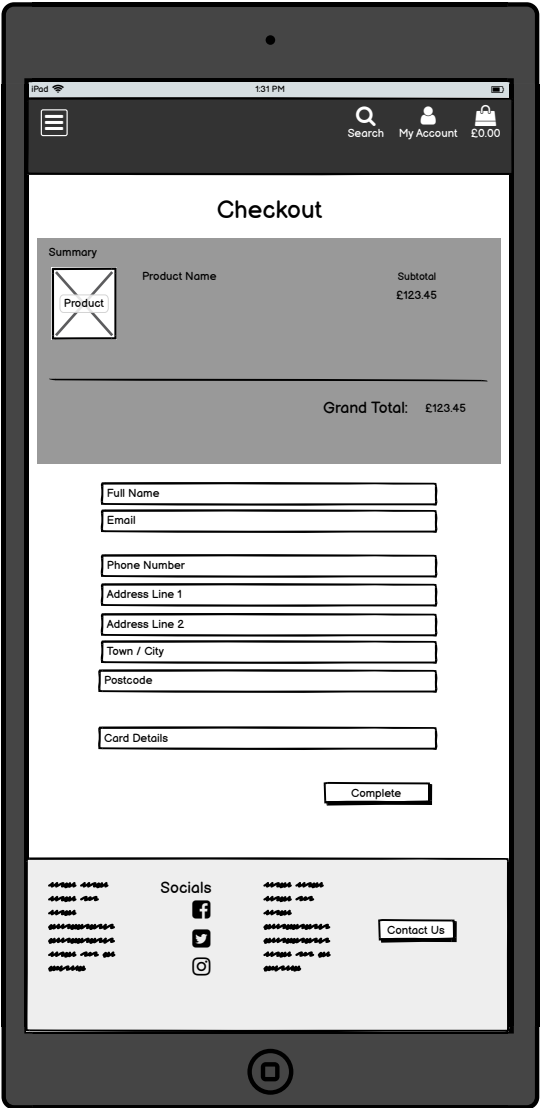 iPad 1:31 PM
Search My Account £0.00
Checkout
Summary
Product
Product Name
Subtotal
£123.45
Grand Total: £123.45
Full Name
Email
Phone Number
Address Line 1
Address Line 2
Town / City
Postcode
Card Details
Complete
Socials
Contact Us